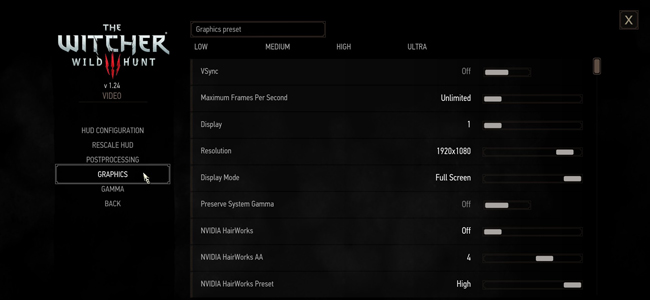 THE
WITCHER
WILD HUNT
v 1.24
VIDEO
HUD CONFIGURATION
RESCALE HUD
POSTPROCESSING
GRAPHICS
GAMMA
BACK
X
Graphics preset
LOW MEDIUM HIGH ULTRA
VSync Off
Maximum Frames Per Second Unlimited
Display 1
Resolution 1920x1080
Display Mode Full Screen
Preserve System Gamma Off
NVIDIA HairWorks Off
NVIDIA HairWorks AA 4
NVIDIA HairWorks Preset High